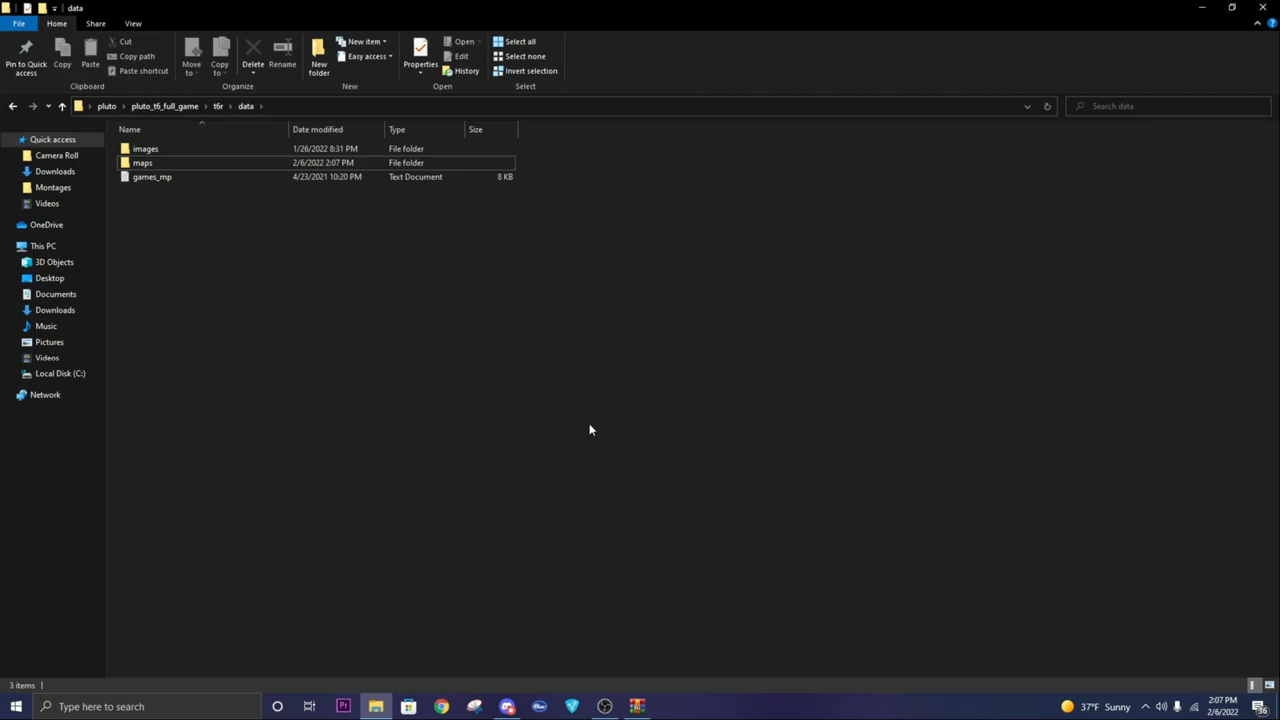 data
File Home Share View
Pin to Quick access
Copy
Paste
Cut
Copy path
Paste shortcut
Clipboard
Move to
Copy to
Delete
Rename
Organize
New folder
New item
Easy access
New
Properties
Open
Edit
History
Open
Select all
Select none
Invert selection
Select
pluto pluto_t6_full_game t6r data
Search data
Name Date modified Type Size
images 1/26/2022 8:31 PM File folder
maps 2/6/2022 2:07 PM File folder
games_mp 4/23/2021 10:20 PM Text Document 8 KB
Quick access
Camera Roll
Downloads
Montages
Videos
OneDrive
This PC
3D Objects
Desktop
Documents
Downloads
Music
Pictures
Videos
Local Disk (C:)
Network
3 items
Type here to search
Pr
37°F Sunny
2:07 PM
2/6/2022
36